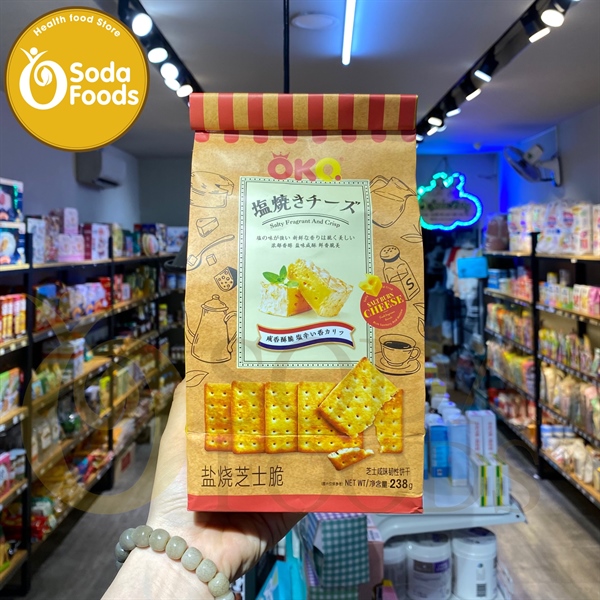 Health food Store
Soda
Foods
OKO.
塩焼きチーズ
Salty Fragrant And Crisp
咸香酥脆 塩辛い香カリッ
SALT BURN
CHEESE
盐烧芝士脆
芝士咸味韧性饼干
NET WT/净含量 238g